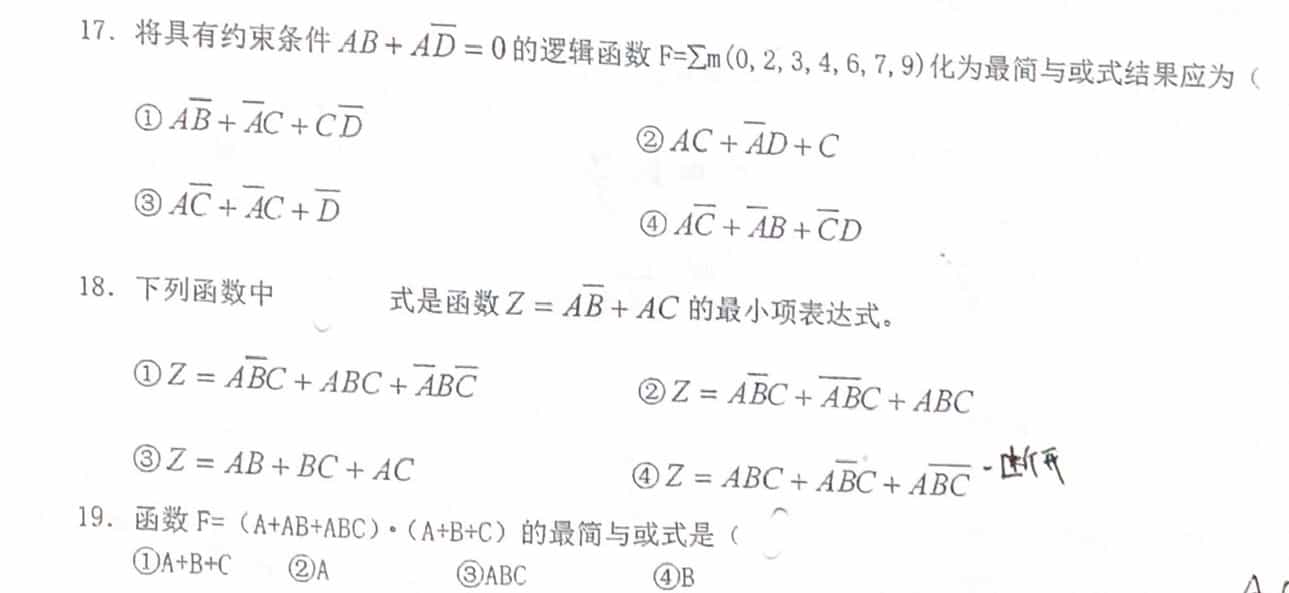 17. 将具有约束条件 $AB+A\overline{D}=0$ 的逻辑函数 F=∑m(0,2,3,4,6,7,9)化为最简与或式结果应为（
① $A\overline{B}+\overline{A}C+C\overline{D}$ ② $AC+\overline{A}D+C$
③ $A\overline{C}+\overline{A}C+\overline{D}$ ④ $A\overline{C}+\overline{A}B+\overline{C}D$
18. 下列函数中 式是函数 $Z=A\overline{B}+AC$ 的最小项表达式。
① $Z=A\overline{B}C+ABC+\overline{A}B\overline{C}$ ② $Z=A\overline{B}C+\overline{AB}C+ABC$
③ $Z=AB+BC+AC$ ④ $Z=ABC+A\overline{B}C+A\overline{BC}$ -断开
19. 函数 F=（A+AB+ABC）•（A+B+C）的最简与或式是（
①A+B+C ②A ③ABC ④B